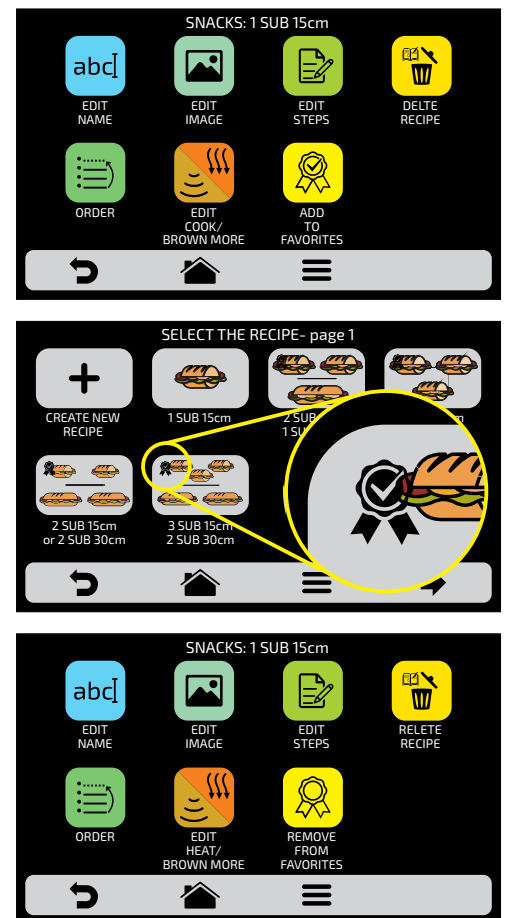 SNACKS: 1 SUB 15cm
abc
EDIT
NAME
EDIT
IMAGE
EDIT
STEPS
DELTE
RECIPE
ORDER
EDIT
COOK/
BROWN MORE
ADD
TO
FAVORITES
SELECT THE RECIPE- page 1
CREATE NEW
RECIPE
1 SUB 15cm
2 SUB
1 SU
2 SUB 15cm
or 2 SUB 30cm
3 SUB 15cm
2 SUB 30cm
SNACKS: 1 SUB 15cm
abc
EDIT
NAME
EDIT
IMAGE
EDIT
STEPS
RELETE
RECIPE
ORDER
EDIT
HEAT/
BROWN MORE
REMOVE
FROM
FAVORITES